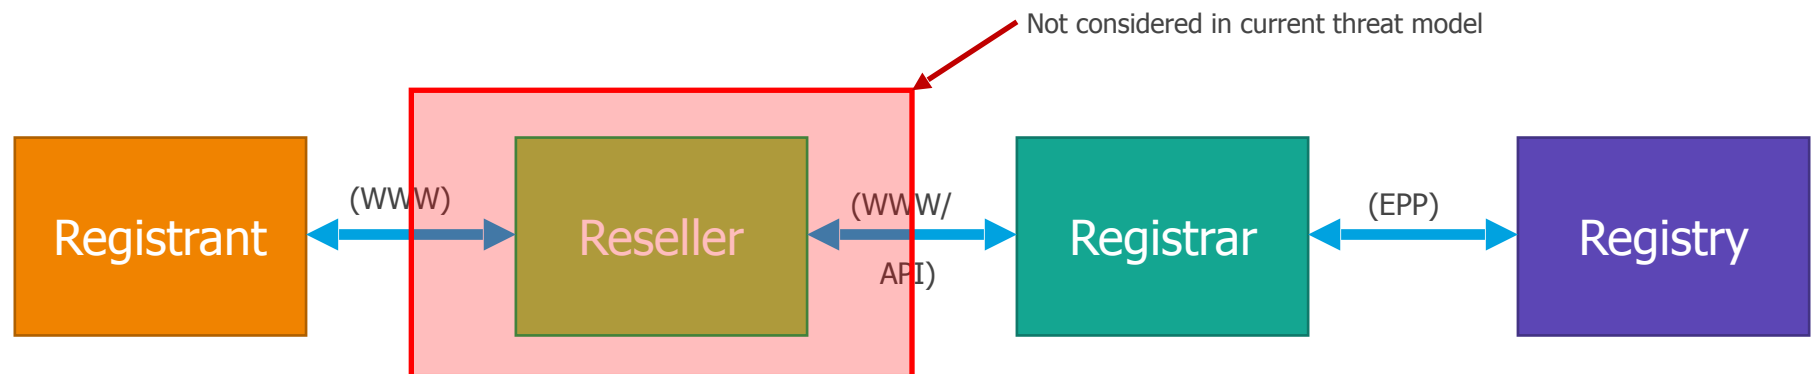 Not considered in current threat model
Registrant
(WWW)
Reseller
(WWW/
API)
Registrar
(EPP)
Registry